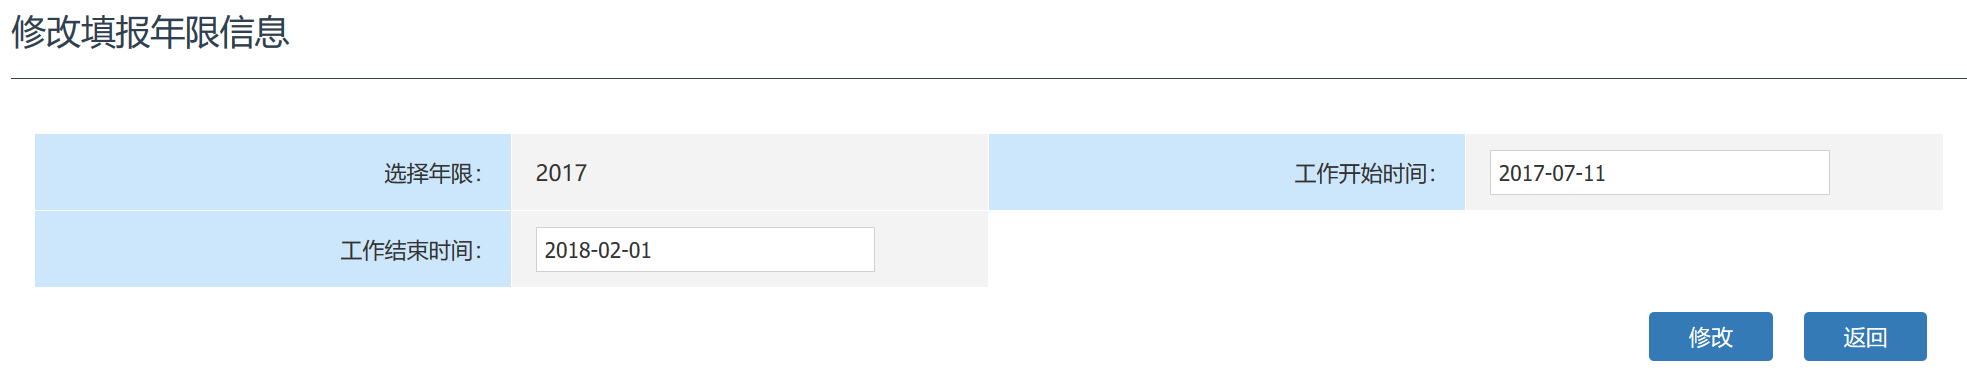 修改填报年限信息
选择年限： 2017 工作开始时间： 2017-07-11
工作结束时间： 2018-02-01
修改 返回